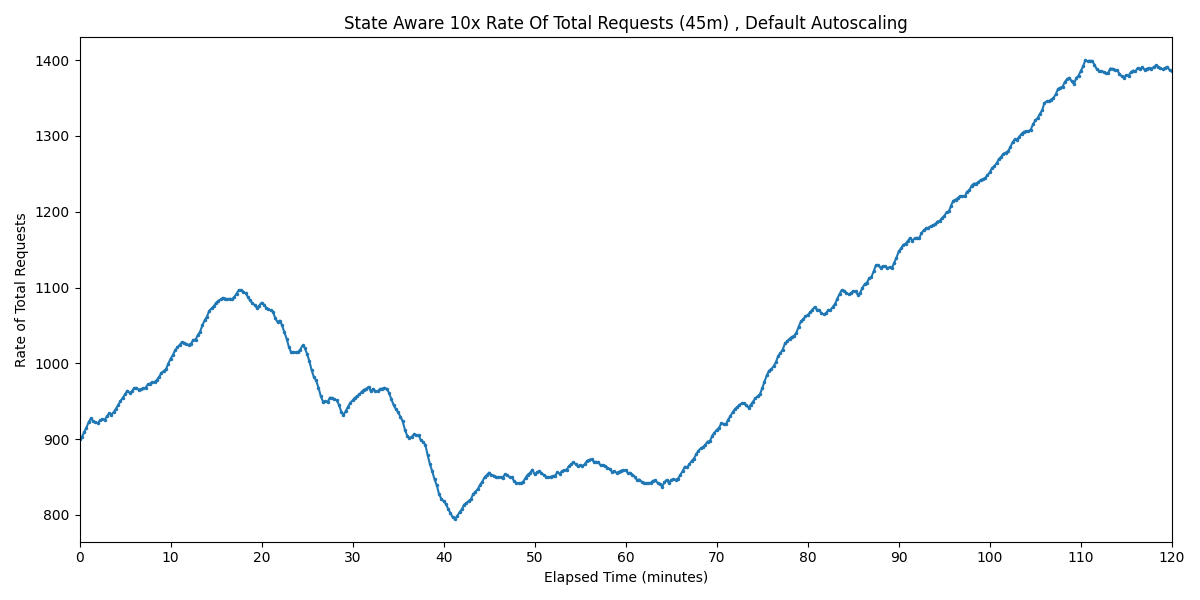 State Aware 10x Rate Of Total Requests (45m) , Default Autoscaling
Rate of Total Requests
1400
1300
1200
1100
1000
900
800
0 10 20 30 40 50 60 70 80 90 100 110 120
Elapsed Time (minutes)